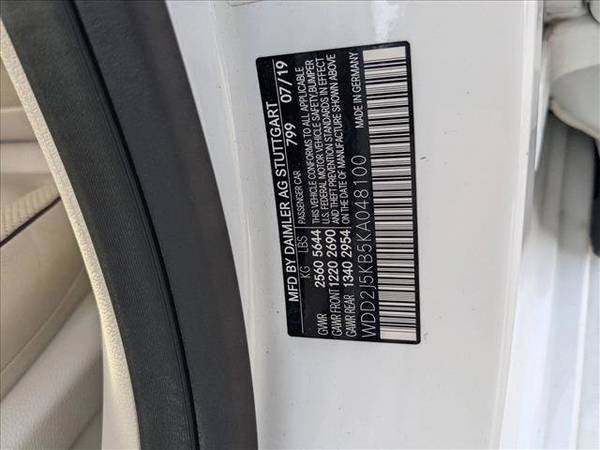 MFD BY DAIMLER AG STUTTGART
PASSENGER CAR 799 07/19
KG LBS
GVWR 2560 5644
GAWR FRONT 1220 2690
GAWR REAR 1340 2954
THIS VEHICLE CONFORMS TO ALL APPLICABLE
U.S. FEDERAL MOTOR VEHICLE SAFETY, BUMPER
AND THEFT PREVENTION STANDARDS IN EFFECT
ON THE DATE OF MANUFACTURE SHOWN ABOVE
MADE IN GERMANY
WDD2J5KB5KA048100